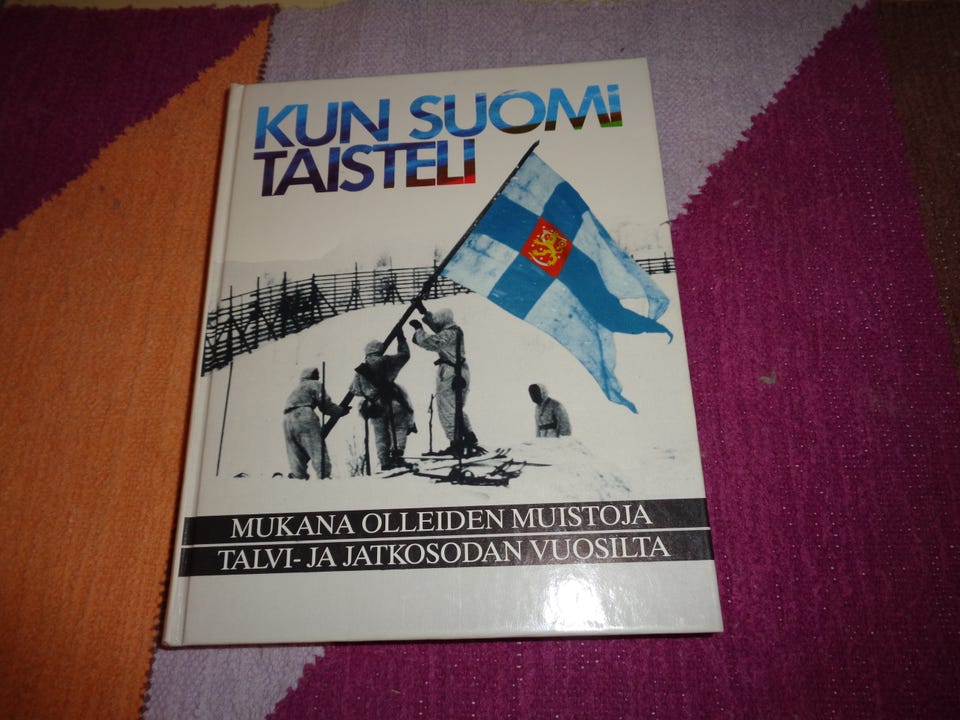 KUN SUOMi
TAISTELI
MUKANA OLLEIDEN MUISTOJA
TALVI- JA JATKOSODAN VUOSILTA